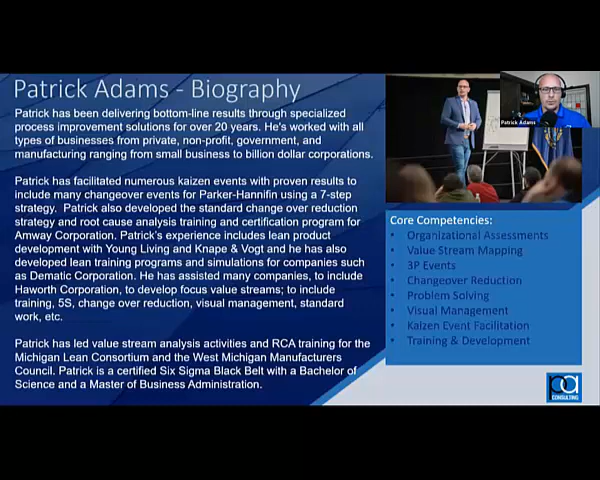 Patrick Adams - Biography
Patrick has been delivering bottom-line results through specialized
process improvement solutions for over 20 years. He's worked with all
types of businesses from private, non-profit, government, and
manufacturing ranging from small business to billion dollar corporations.
Patrick has facilitated numerous kaizen events with proven results to
include many changeover events for Parker-Hannifin using a 7-step
strategy. Patrick also developed the standard change over reduction
strategy and root cause analysis training and certification program for
Amway Corporation. Patrick's experience includes lean product
development with Young Living and Knape & Vogt and he has also
developed lean training programs and simulations for companies such
as Dematic Corporation. He has assisted many companies, to include
Haworth Corporation, to develop focus value streams; to include
training, 5S, change over reduction, visual management, standard
work, etc.
Patrick has led value stream analysis activities and RCA training for the
Michigan Lean Consortium and the West Michigan Manufacturers
Council. Patrick is a certified Six Sigma Black Belt with a Bachelor of
Science and a Master of Business Administration.
Patrick Adams
Core Competencies:
• Organizational Assessments
• Value Stream Mapping
• 3P Events
• Changeover Reduction
• Problem Solving
• Visual Management
• Kaizen Event Facilitation
• Training & Development
pa
CONSULTING